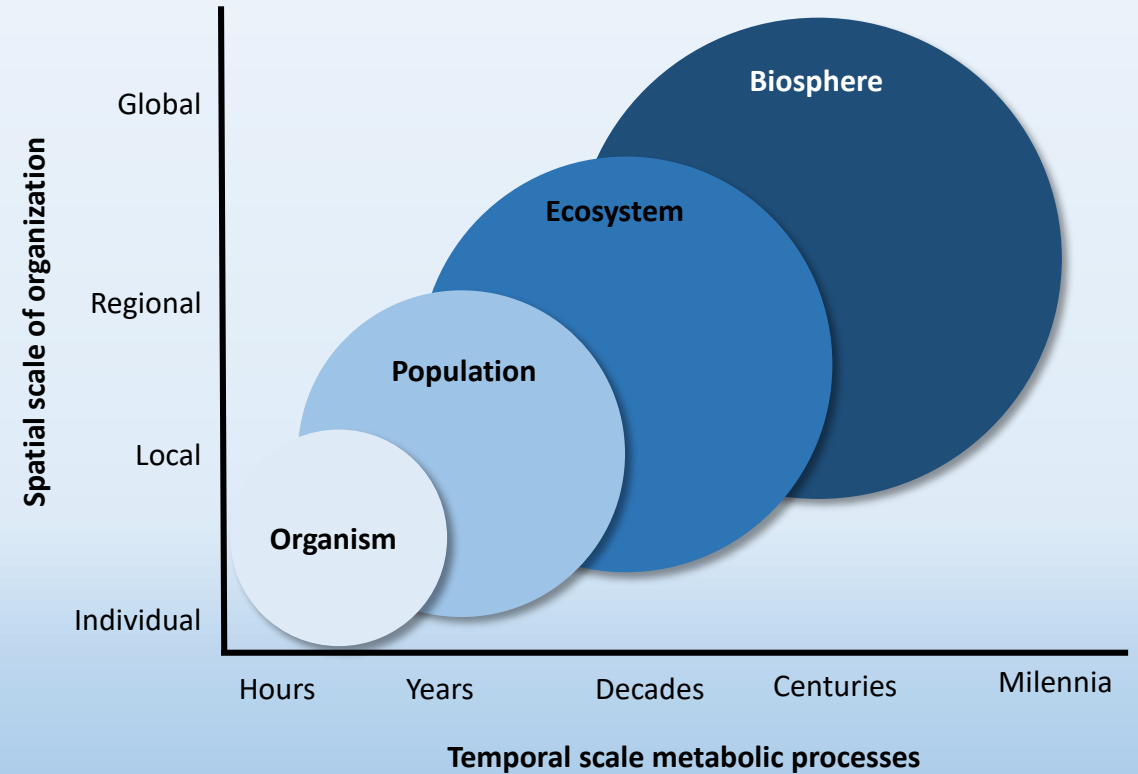 Biosphere
Global
Ecosystem
Regional
Population
Local
Organism
Individual
Spatial scale of organization
Hours Years Decades Centuries Milennia
Temporal scale metabolic processes